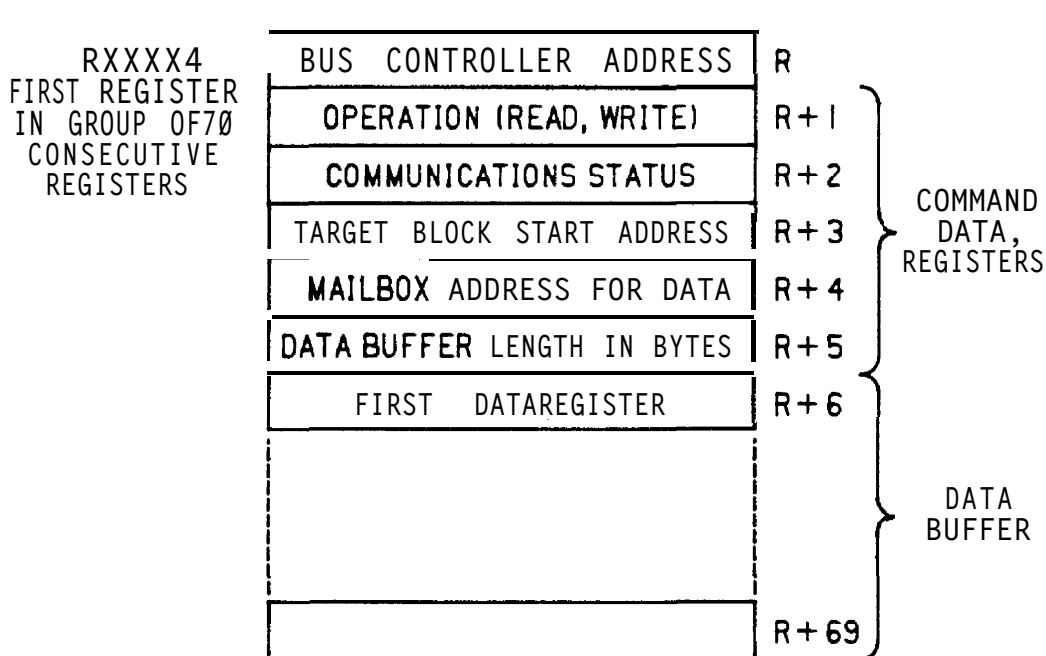 RXXXX4
FIRST REGISTER
IN GROUP OF7Ø
CONSECUTIVE
REGISTERS
BUS CONTROLLER ADDRESS R
OPERATION (READ, WRITE) R+1
COMMUNICATIONS STATUS R+2
TARGET BLOCK START ADDRESS R+3
MAILBOX ADDRESS FOR DATA R+4
DATA BUFFER LENGTH IN BYTES R+5
FIRST DATAREGISTER R+6
R+69
COMMAND
DATA,
REGISTERS
DATA
BUFFER